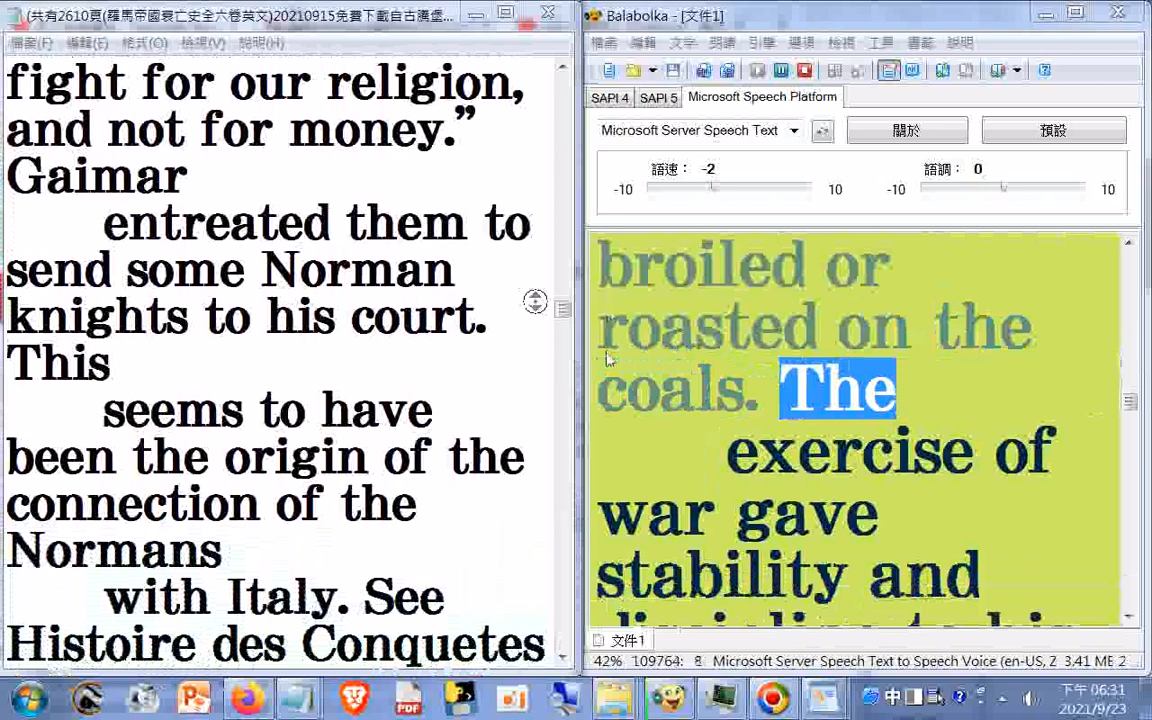 (共有2610頁(羅馬帝國衰亡史全六卷英文)20210915免費下載自古騰堡...
檔案(F) 編輯(E) 格式(O) 檢視(V) 說明(H)
fight for our religion,
and not for money.”
Gaimar
entreated them to
send some Norman
knights to his court.
This
seems to have
been the origin of the
connection of the
Normans
with Italy. See
Histoire des Conquetes
Balabolka - [文件1]
檔案 編輯 文字 朗讀 引擎 選項 檢視 工具 書籤 說明
SAPI 4 SAPI 5 Microsoft Speech Platform
Microsoft Server Speech Text 關於 預設
語速： -2 語調： 0
-10 10 -10 10
broiled or
roasted on the
coals. The
exercise of
war gave
stability and
discipline to his
文件1
42% 109764: 8 Microsoft Server Speech Text to Speech Voice (en-US, Z 3.41 ME 2
PDF
中
下午 06:31
2021/9/23